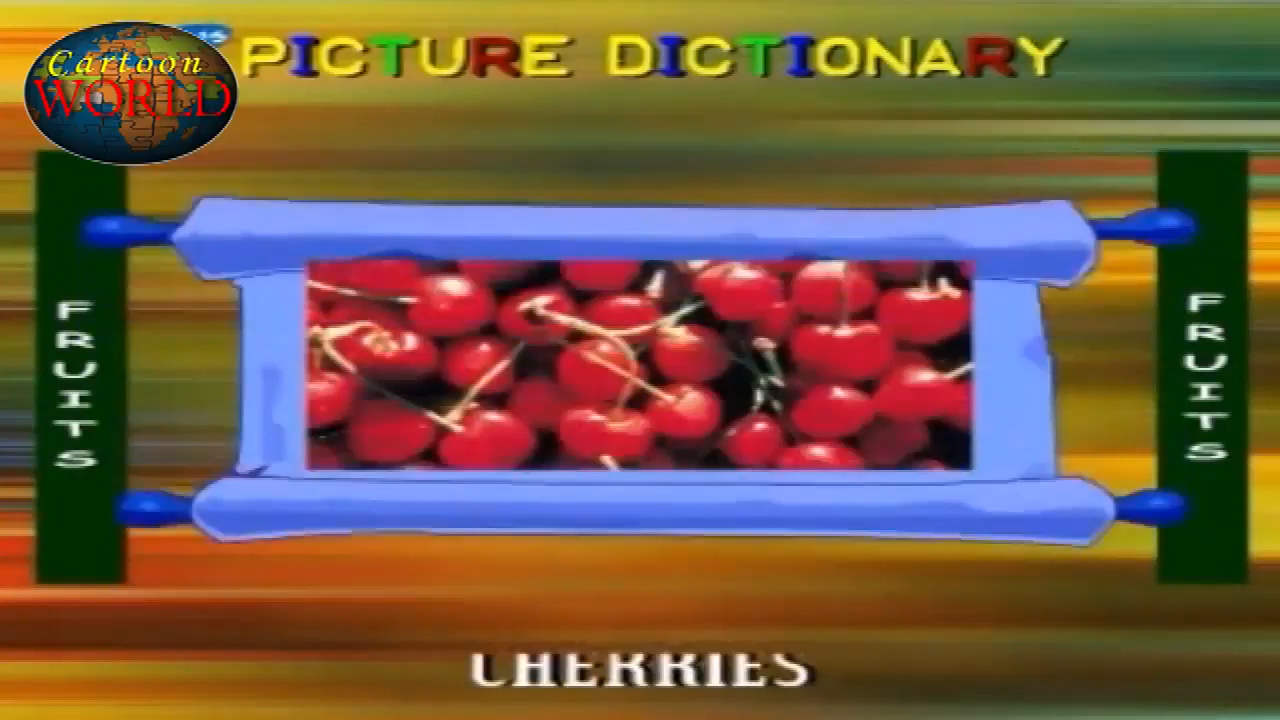 Cartoon
WORLD
PICTURE DICTIONARY
FRUITS
FRUITS
CHERRIES